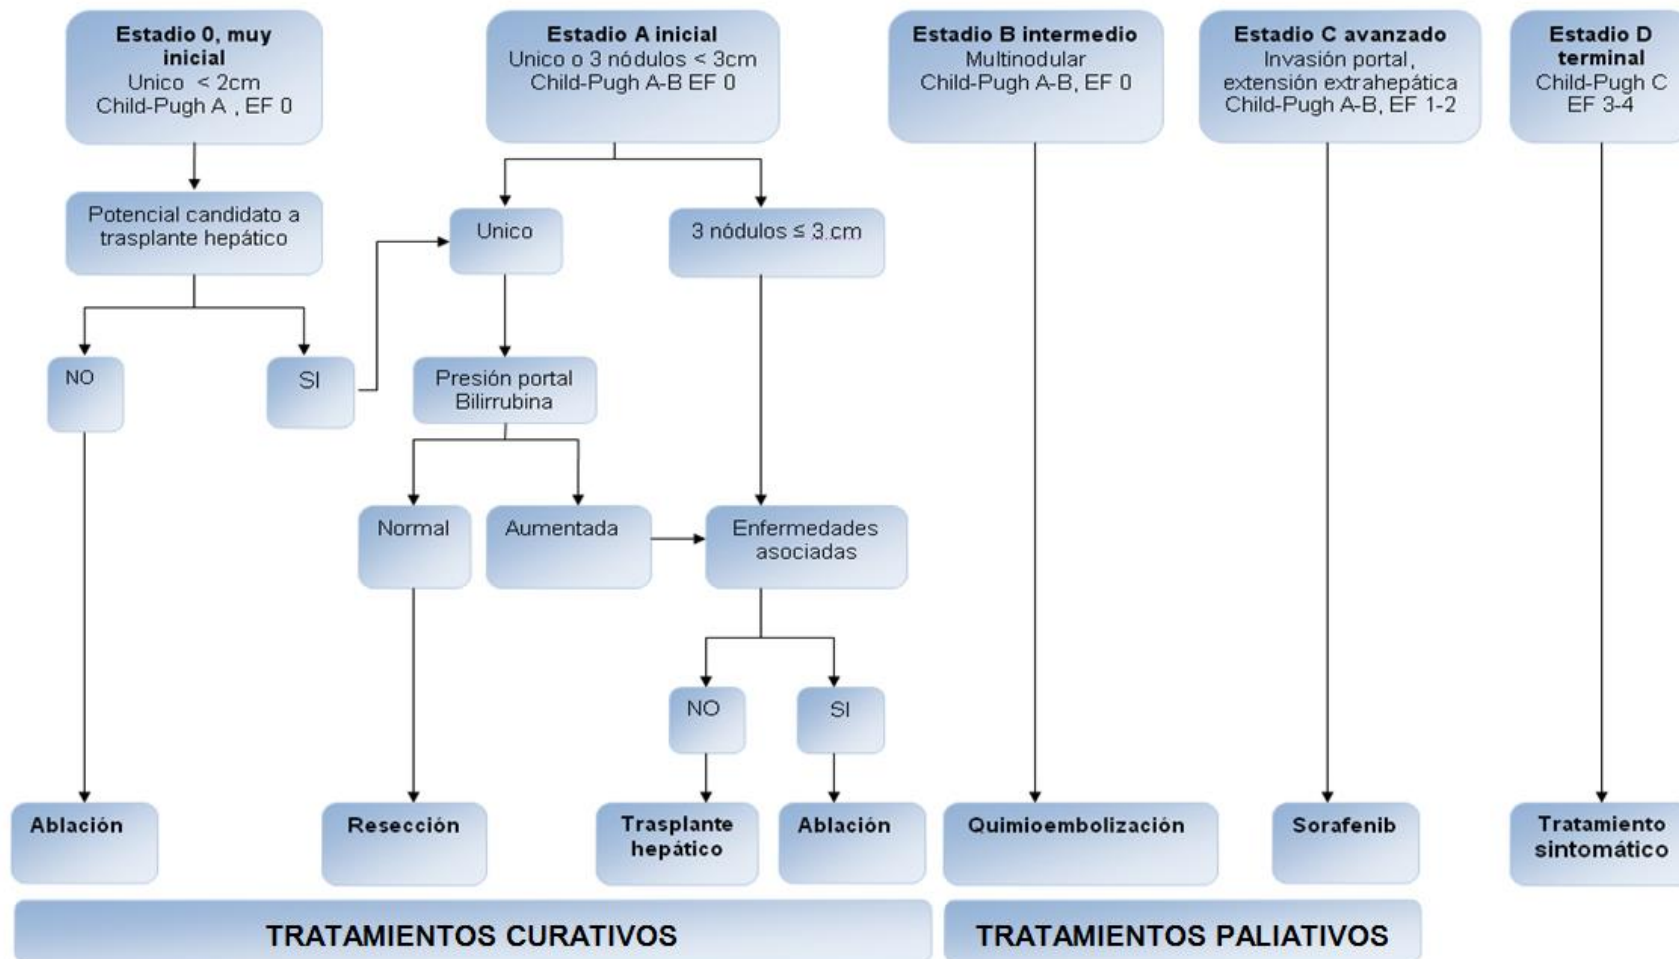 Estadio 0, muy
inicial
Unico < 2cm
Child-Pugh A , EF 0
Estadio A inicial
Unico o 3 nódulos < 3cm
Child-Pugh A-B EF 0
Estadio B intermedio
Multinodular
Child-Pugh A-B, EF 0
Estadio C avanzado
Invasión portal,
extensión extrahepática
Child-Pugh A-B, EF 1-2
Estadio D
terminal
Child-Pugh C
EF 3-4
Potencial candidato a
trasplante hepático
Unico
3 nódulos ≤ 3 cm
NO
SI
Presión portal
Bilirrubina
Normal
Aumentada
Enfermedades
asociadas
NO
SI
Ablación
Resección
Trasplante
hepático
Ablación
Quimioembolización
Sorafenib
Tratamiento
sintomático
TRATAMIENTOS CURATIVOS
TRATAMIENTOS PALIATIVOS